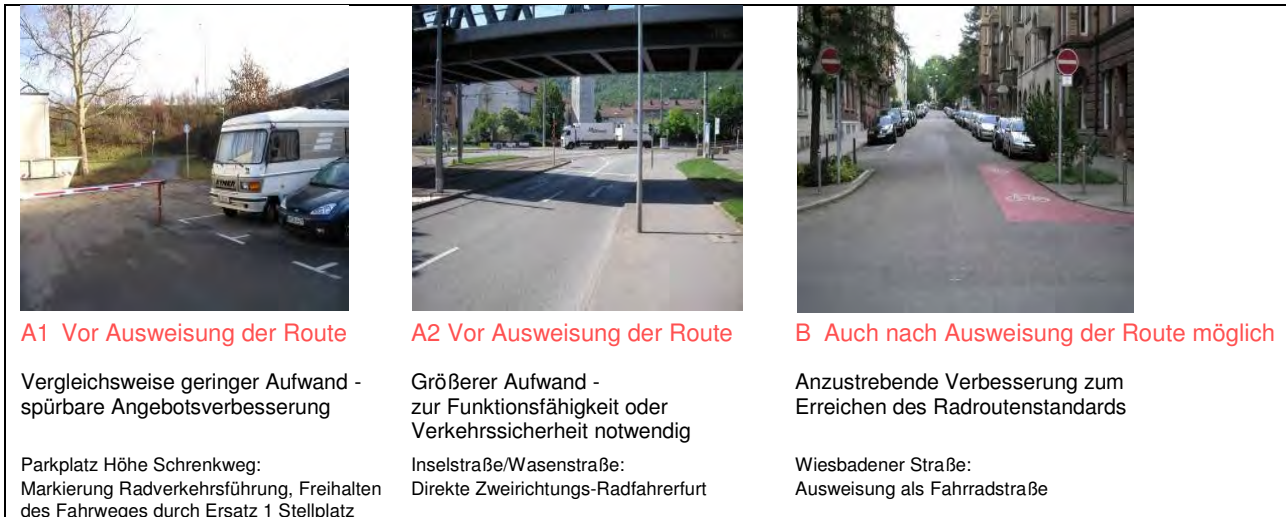 A1 Vor Ausweisung der Route
Vergleichsweise geringer Aufwand -
spürbare Angebotsverbesserung
Parkplatz Höhe Schrenkweg:
Markierung Radverkehrsführung, Freihalten
des Fahrweges durch Ersatz 1 Stellplatz
A2 Vor Ausweisung der Route
Größerer Aufwand -
zur Funktionsfähigkeit oder
Verkehrssicherheit notwendig
Inselstraße/Wasenstraße:
Direkte Zweirichtungs-Radfahrerfurt
B Auch nach Ausweisung der Route möglich
Anzustrebende Verbesserung zum
Erreichen des Radroutenstandards
Wiesbadener Straße:
Ausweisung als Fahrradstraße